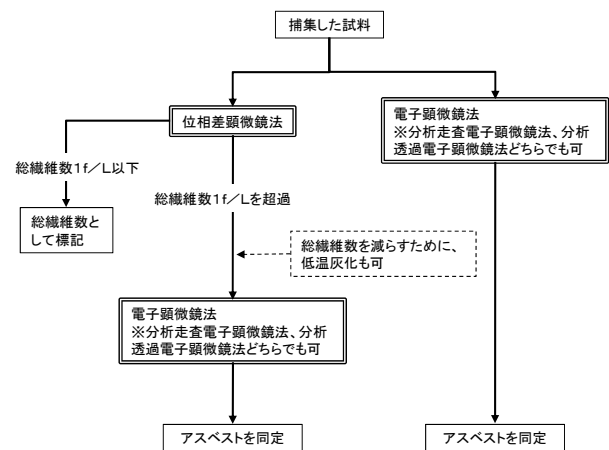 捕集した試料
位相差顕微鏡法
電子顕微鏡法
※分析走査電子顕微鏡法、分析
透過電子顕微鏡法どちらでも可
総繊維数1f/L以下
総繊維数1f/Lを超過
総繊維数と
して標記
総繊維数を減らすために、
低温灰化も可
電子顕微鏡法
※分析走査電子顕微鏡法、分析
透過電子顕微鏡法どちらでも可
アスベストを同定
アスベストを同定